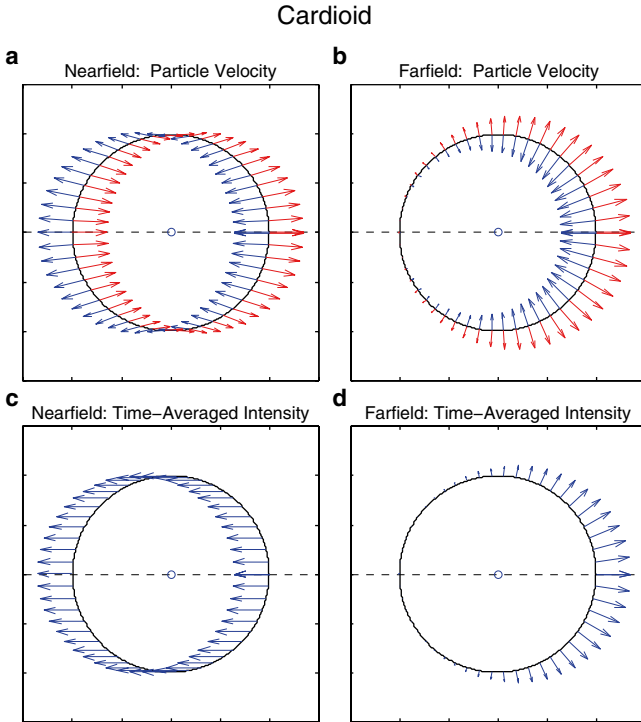 Cardioid
a
Nearfield: Particle Velocity
b
Farfield: Particle Velocity
c
Nearfield: Time-Averaged Intensity
d
Farfield: Time-Averaged Intensity